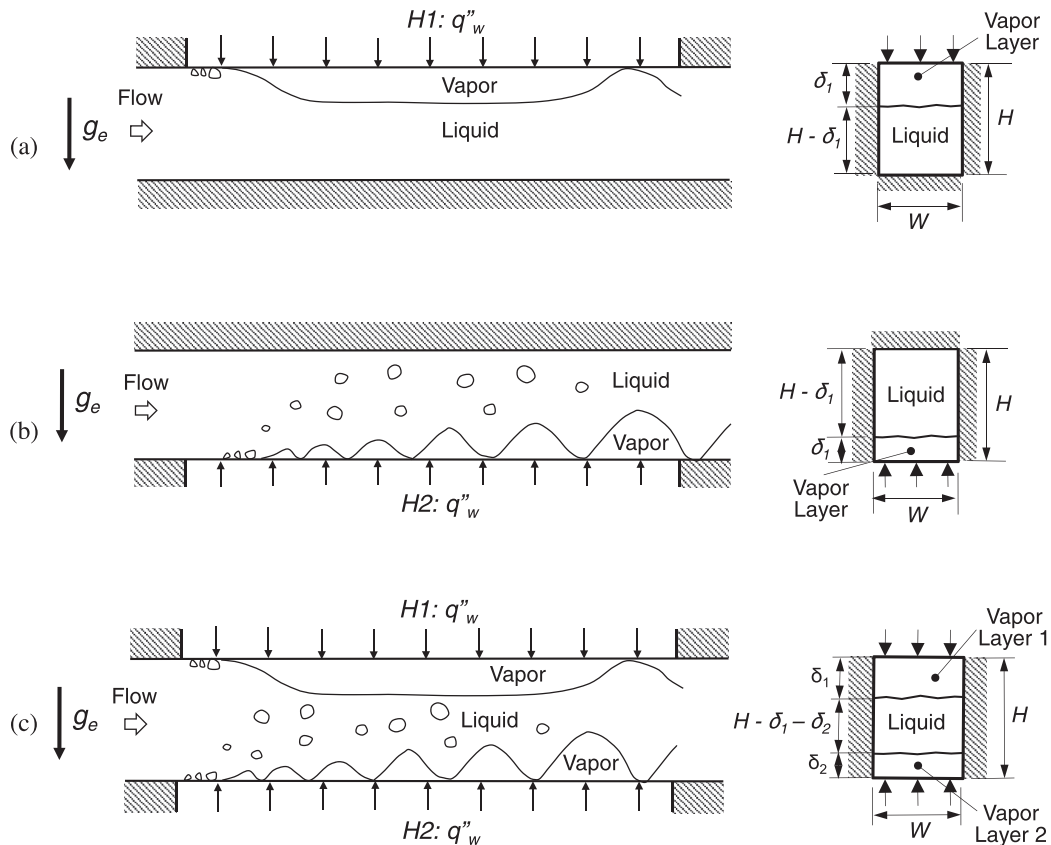 H1: q"w
Vapor
Layer
Flow
ge
Vapor
Liquid
(a)
δ1
H - δ1
Liquid
H
W
Flow
ge
Liquid
Vapor
(b)
H2: q"w
H - δ1
Liquid
H
δ1
Vapor
Layer
W
H1: q"w
Vapor
Layer 1
Flow
ge
Vapor
Liquid
Vapor
(c)
H2: q"w
δ1
H - δ1 – δ2
Liquid
H
δ2
W
Vapor
Layer 2